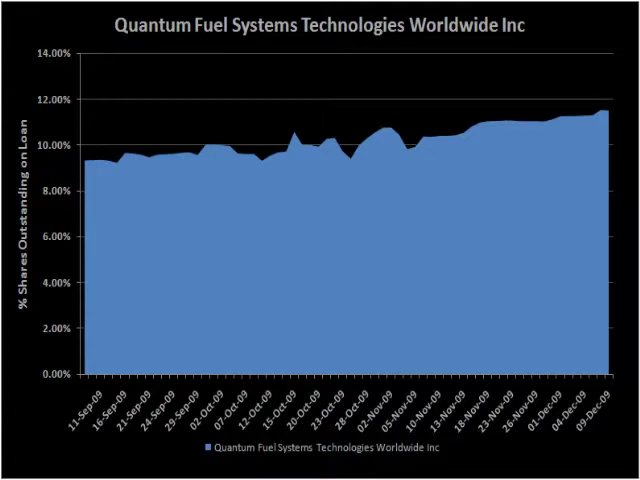 Quantum Fuel Systems Technologies Worldwide Inc
14.00%
12.00%
10.00%
8.00%
6.00%
4.00%
2.00%
0.00%
% Shares Outstanding on Loan
11-Sep-09
16-Sep-09
21-Sep-09
24-Sep-09
29-Sep-09
02-Oct-09
07-Oct-09
12-Oct-09
15-Oct-09
20-Oct-09
23-Oct-09
28-Oct-09
02-Nov-09
05-Nov-09
10-Nov-09
13-Nov-09
18-Nov-09
23-Nov-09
26-Nov-09
01-Dec-09
04-Dec-09
09-Dec-09
Quantum Fuel Systems Technologies Worldwide Inc